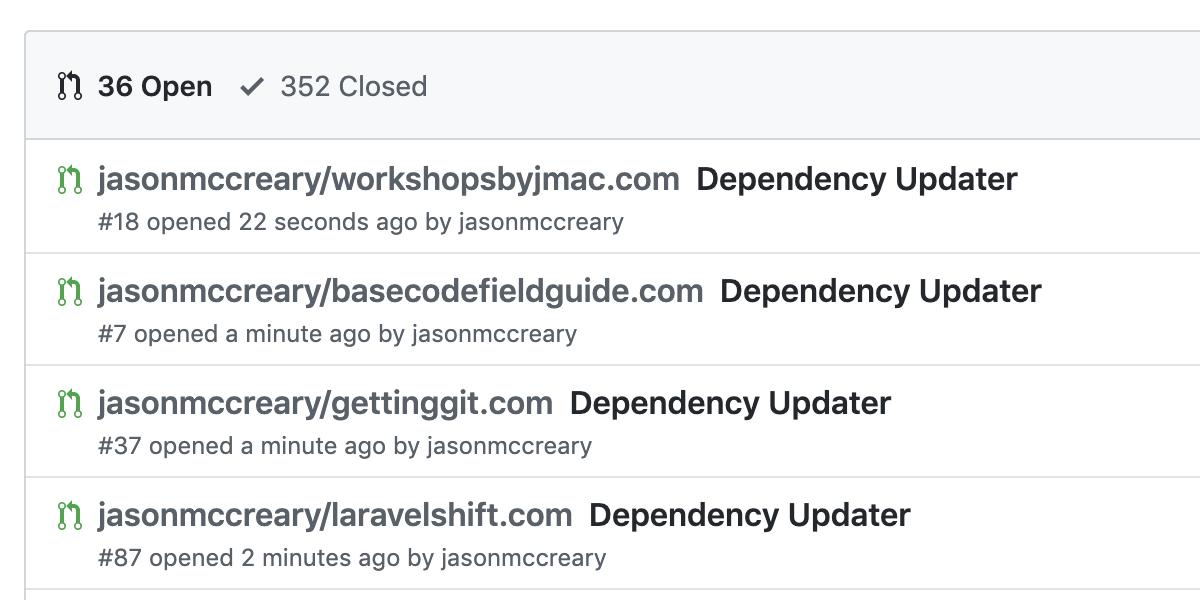 36 Open 352 Closed
jasonmccreary/workshopsbyjmac.com Dependency Updater
#18 opened 22 seconds ago by jasonmccreary
jasonmccreary/basecodefieldguide.com Dependency Updater
#7 opened a minute ago by jasonmccreary
jasonmccreary/gettinggit.com Dependency Updater
#37 opened a minute ago by jasonmccreary
jasonmccreary/laravelshift.com Dependency Updater
#87 opened 2 minutes ago by jasonmccreary